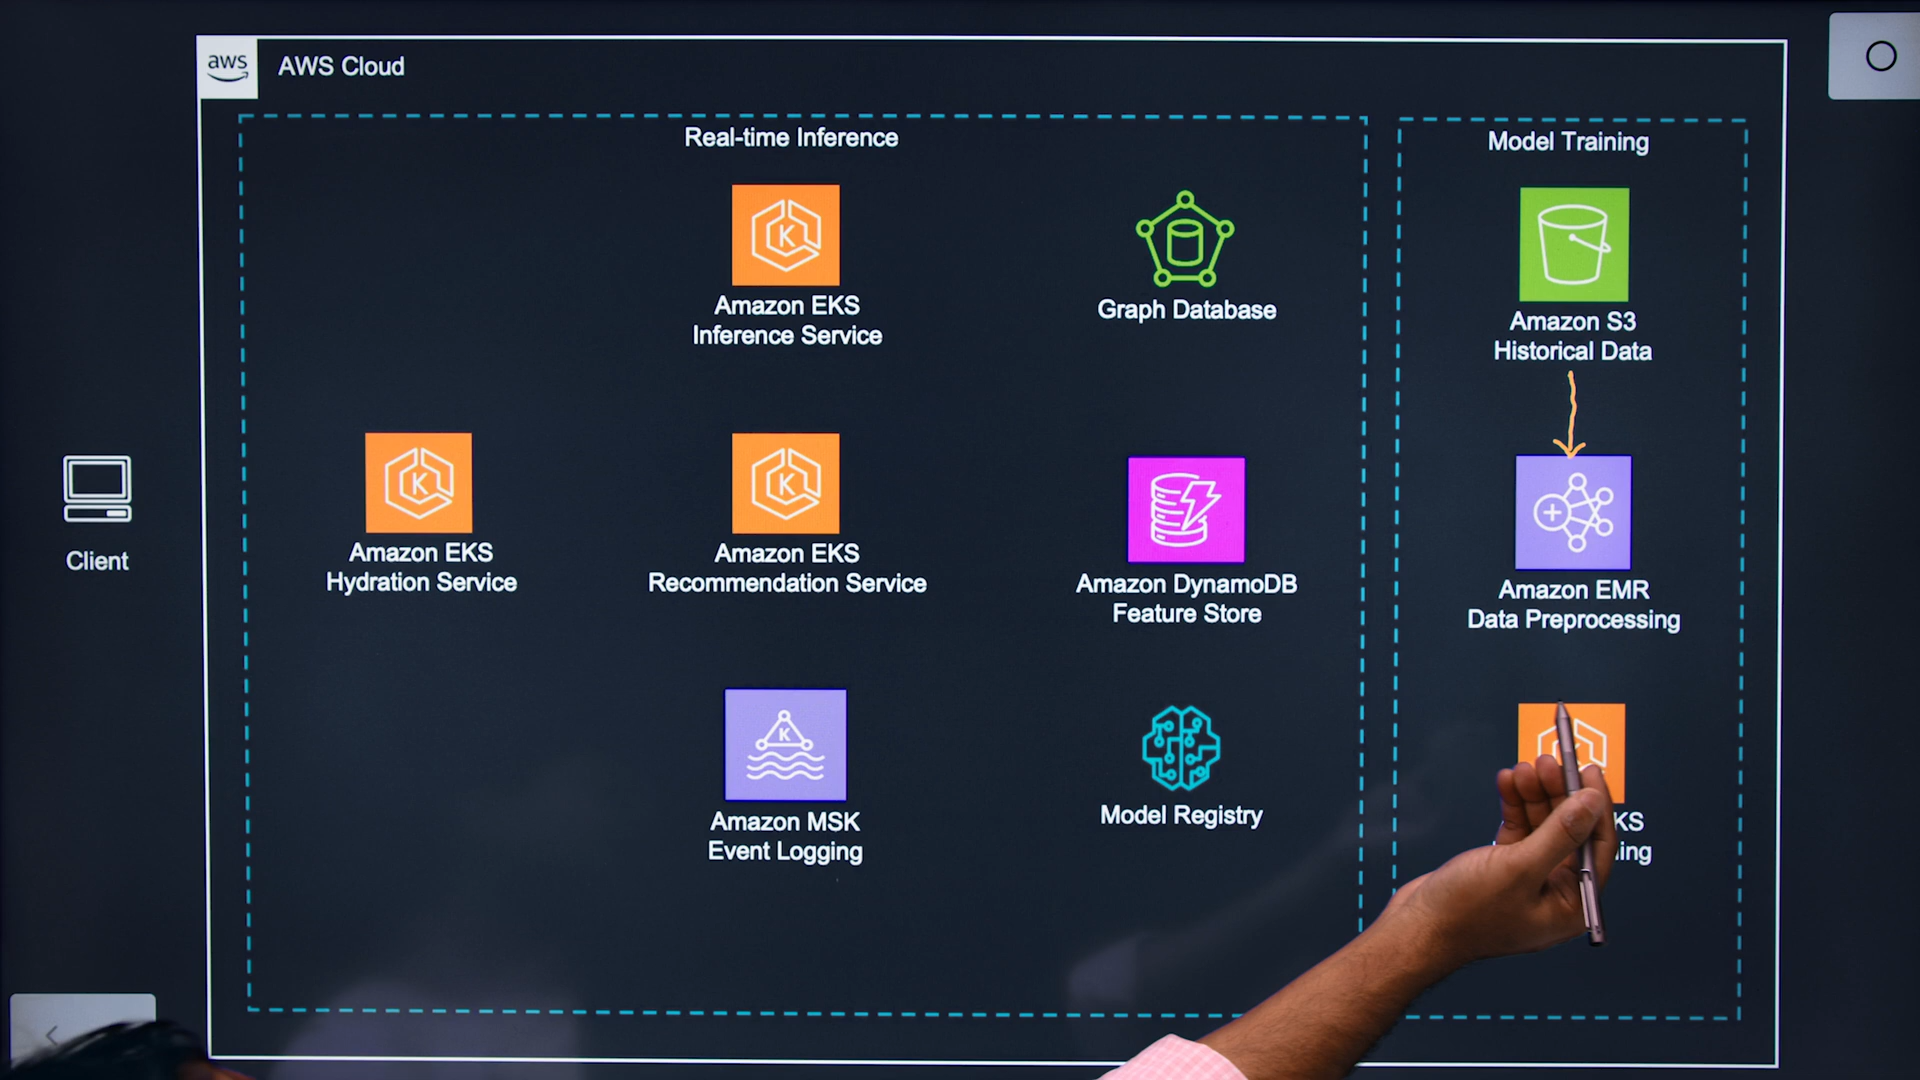 aws
AWS Cloud
Real-time Inference
Model Training
Amazon EKS
Inference Service
Graph Database
Amazon S3
Historical Data
Client
Amazon EKS
Hydration Service
Amazon EKS
Recommendation Service
Amazon DynamoDB
Feature Store
Amazon EMR
Data Preprocessing
K
Amazon MSK
Event Logging
Model Registry